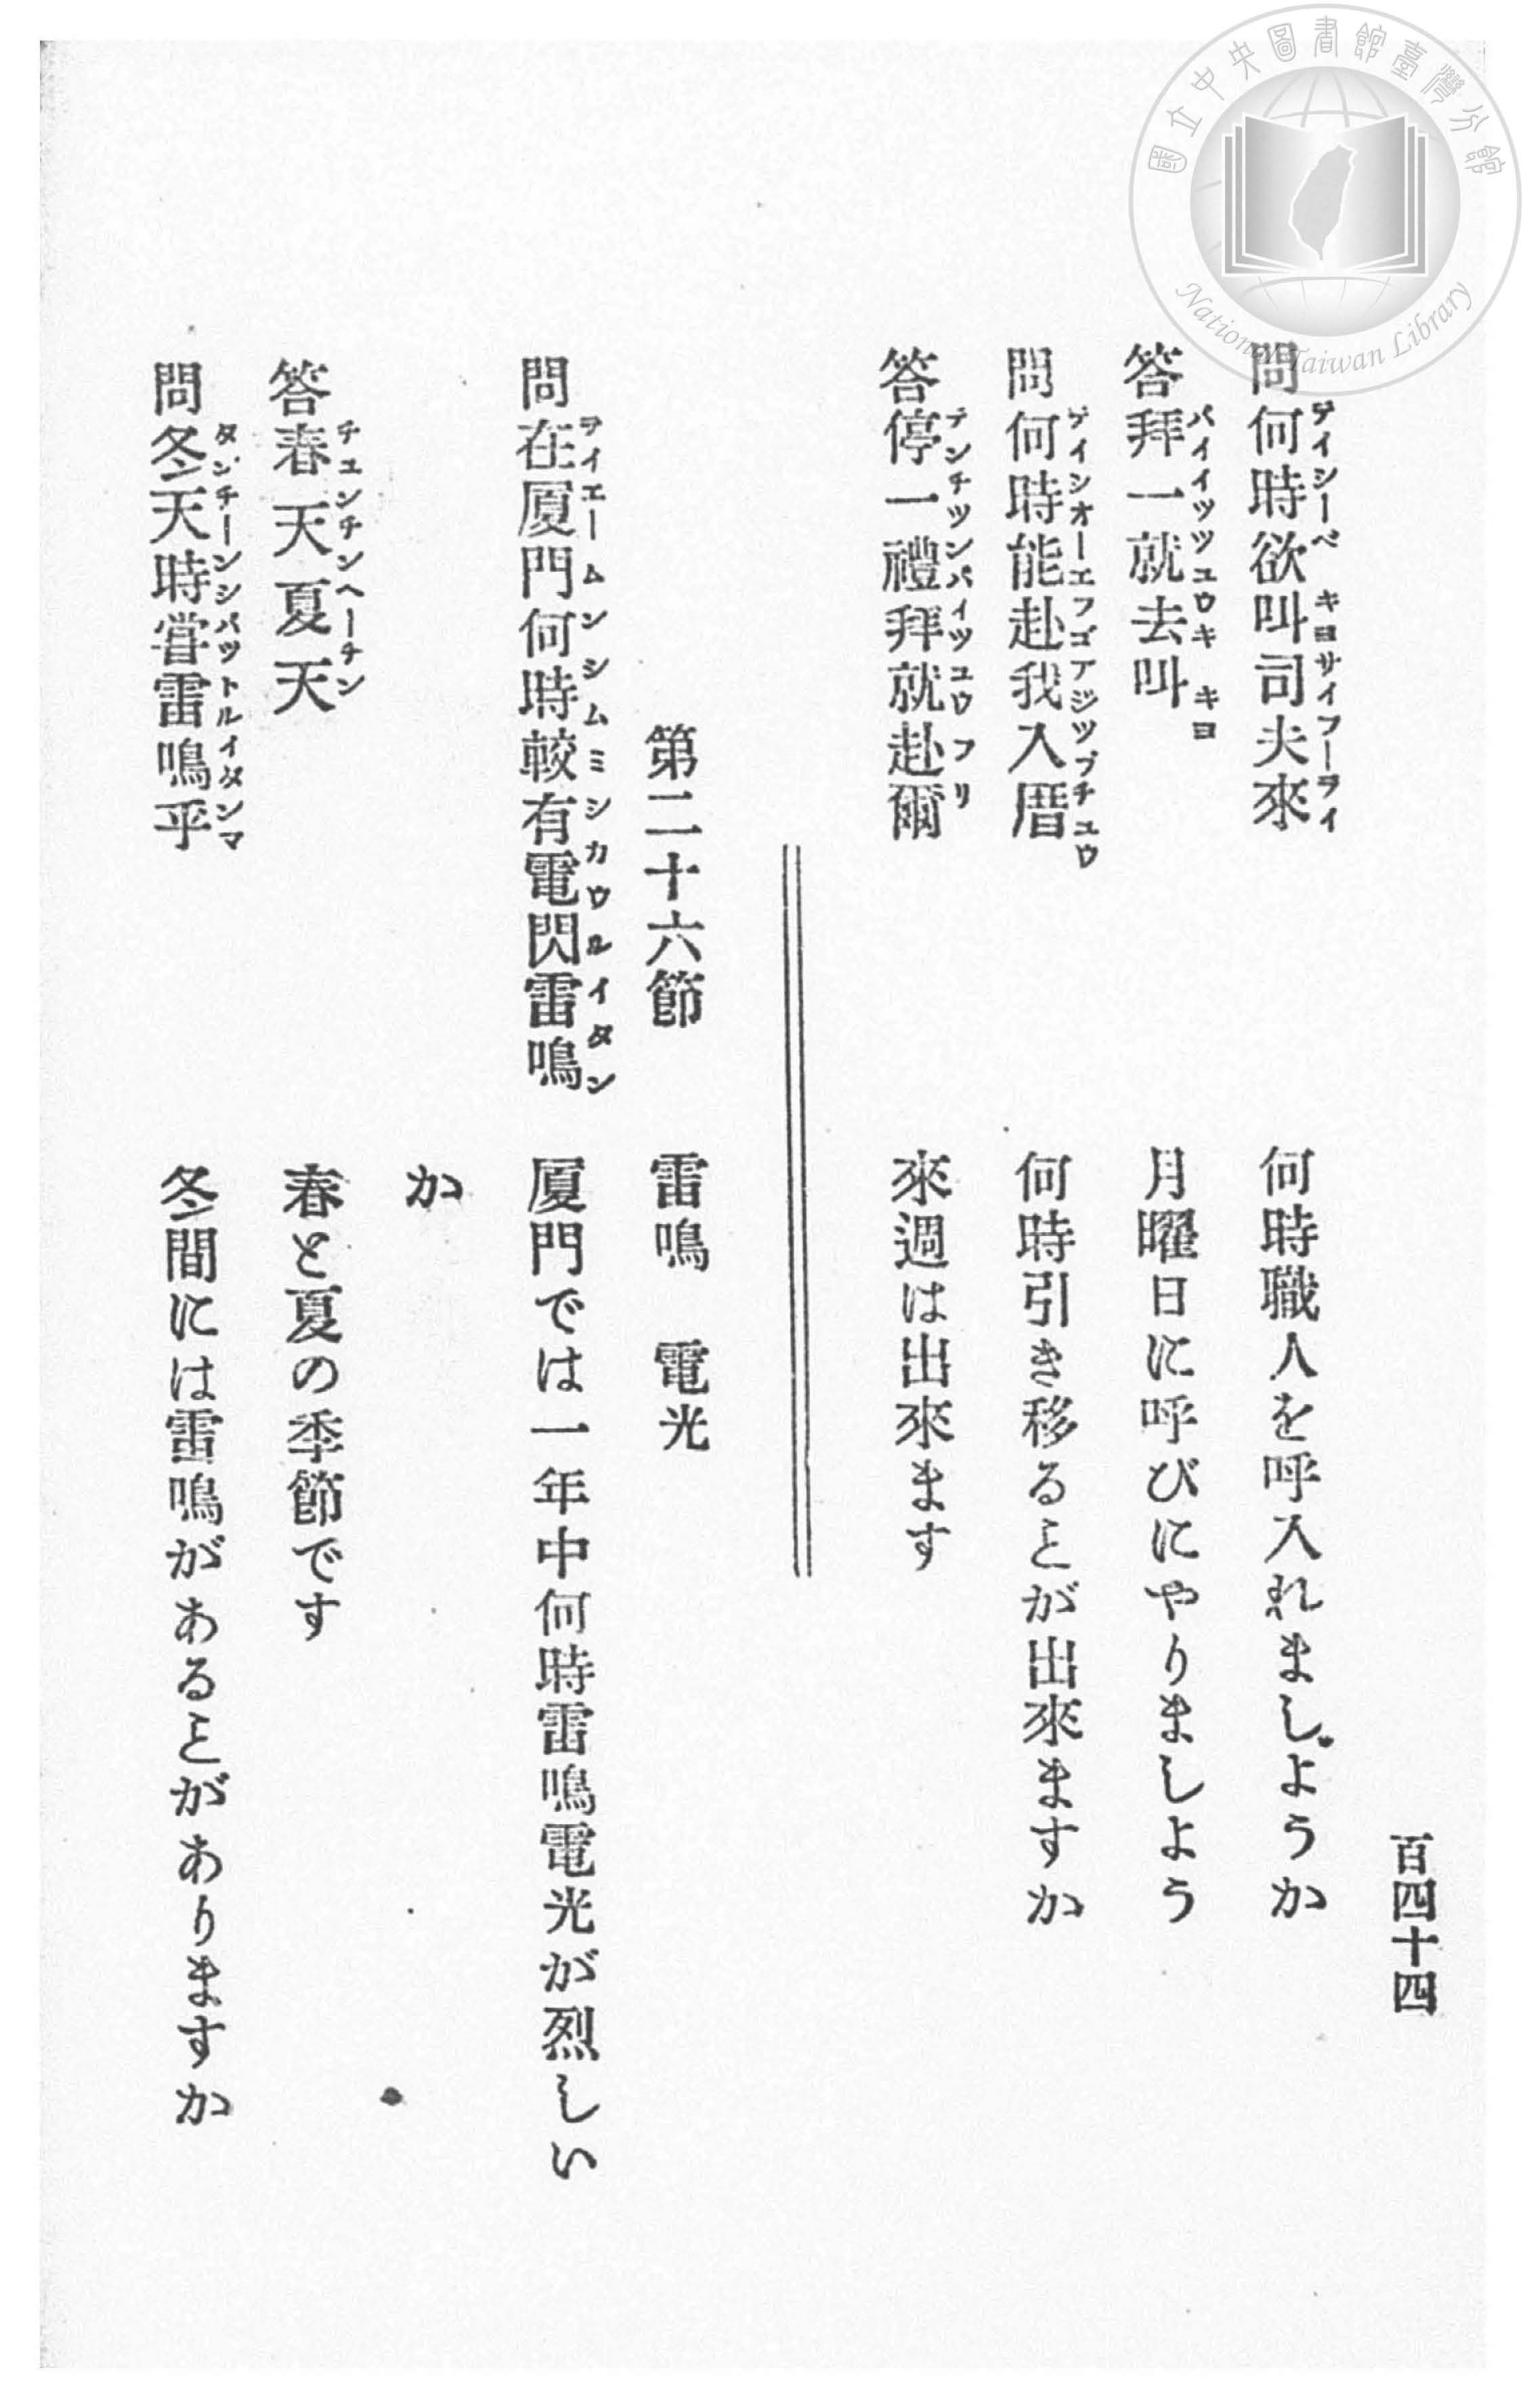 國立中央圖書館臺灣分館
National Taiwan Library
百四十四
問何時欲叫司夫來
何時職人を呼入れましようか
答拜一就去叫
月曜日に呼びにやりましよう
問何時能赴我入厝
何時引き移ることが出來ますか
答停一禮拜就赴爾
來週は出來ます
第二十六節 雷鳴 電光
問在厦門何時較有電閃雷鳴
厦門では一年中何時雷鳴電光が烈しい
か
答春天夏天
春と夏の季節です
問冬天時嘗雷鳴乎
冬間には雷鳴があることがありますか